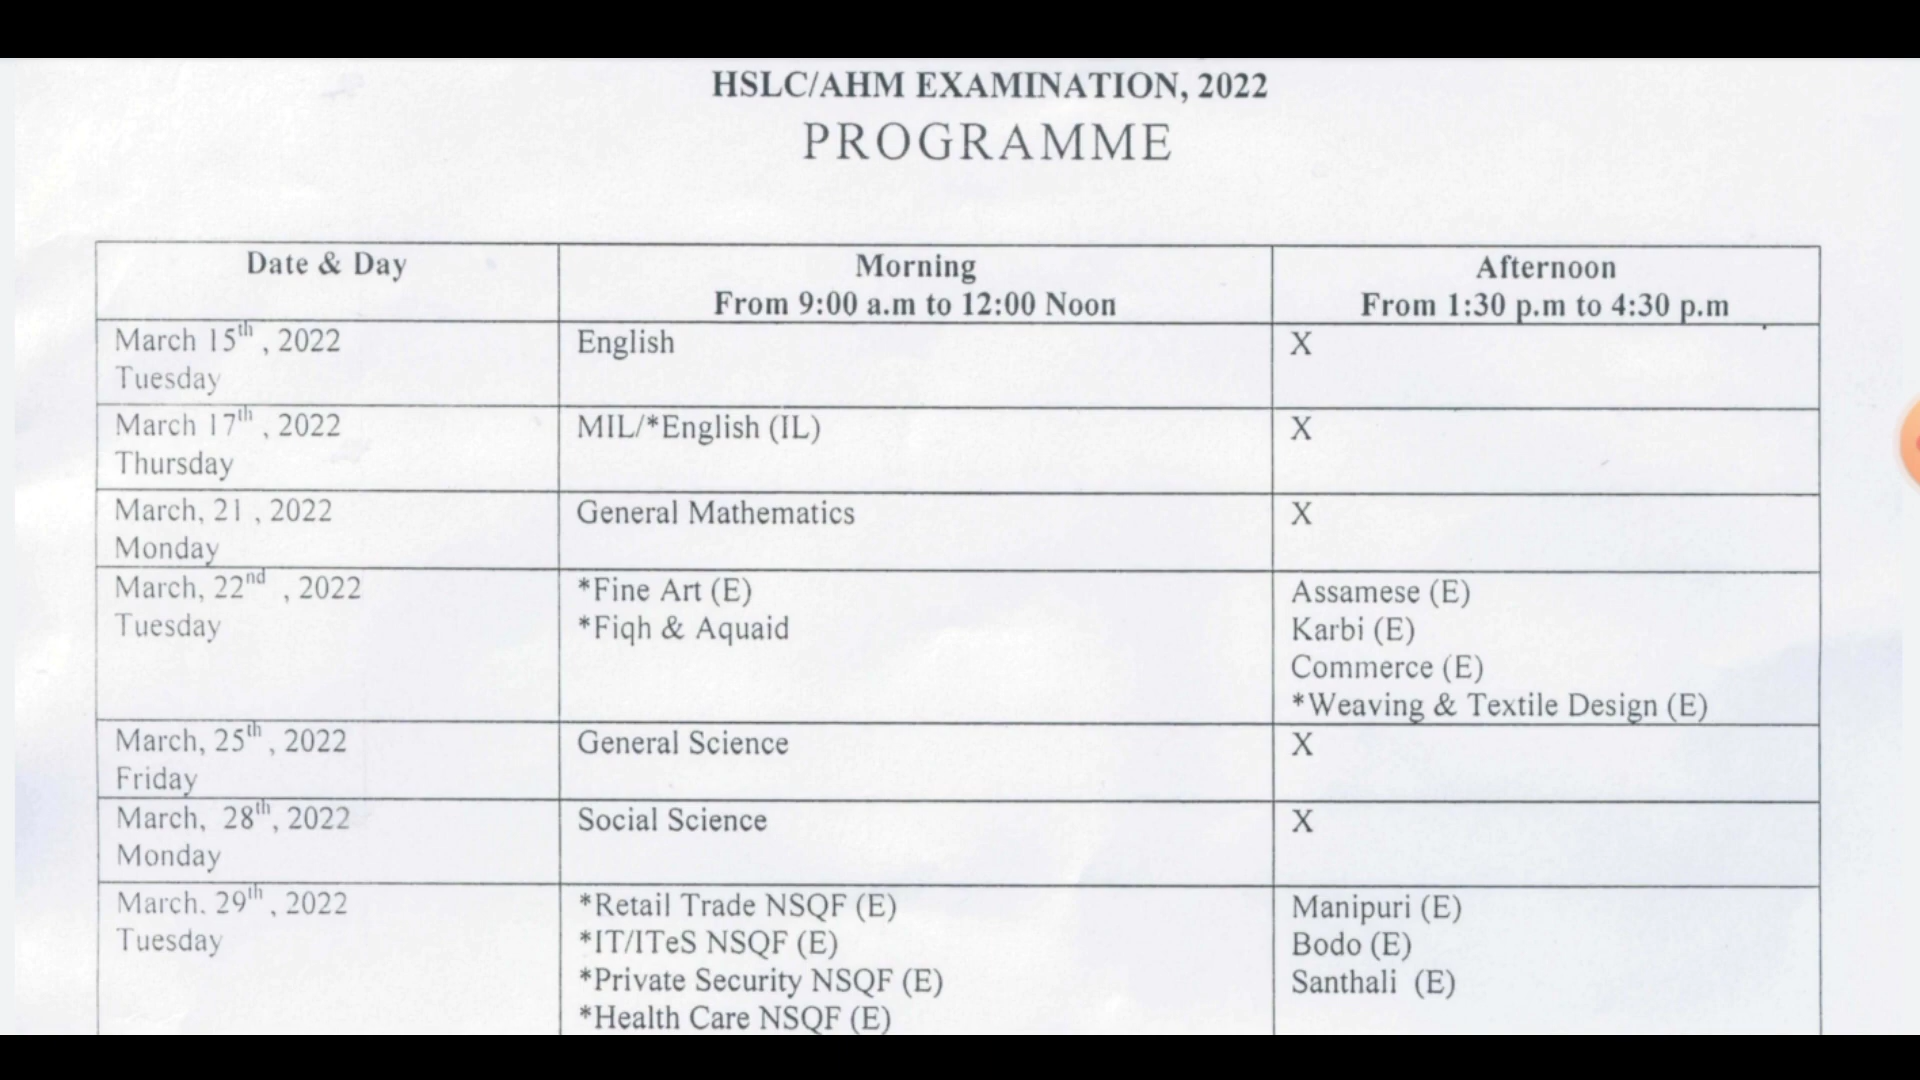 HSLC/AHM EXAMINATION, 2022
PROGRAMME
Date & Day
Morning
From 9:00 a.m to 12:00 Noon
Afternoon
From 1:30 p.m to 4:30 p.m
March 15th , 2022
Tuesday
English
X
March 17th , 2022
Thursday
MIL/*English (IL)
X
March, 21 , 2022
Monday
General Mathematics
X
March, 22nd , 2022
Tuesday
*Fine Art (E)
*Fiqh & Aquaid
Assamese (E)
Karbi (E)
Commerce (E)
*Weaving & Textile Design (E)
March, 25th , 2022
Friday
General Science
X
March, 28th, 2022
Monday
Social Science
X
March. 29th , 2022
Tuesday
*Retail Trade NSQF (E)
*IT/ITeS NSQF (E)
*Private Security NSQF (E)
*Health Care NSQF (E)
Manipuri (E)
Bodo (E)
Santhali (E)